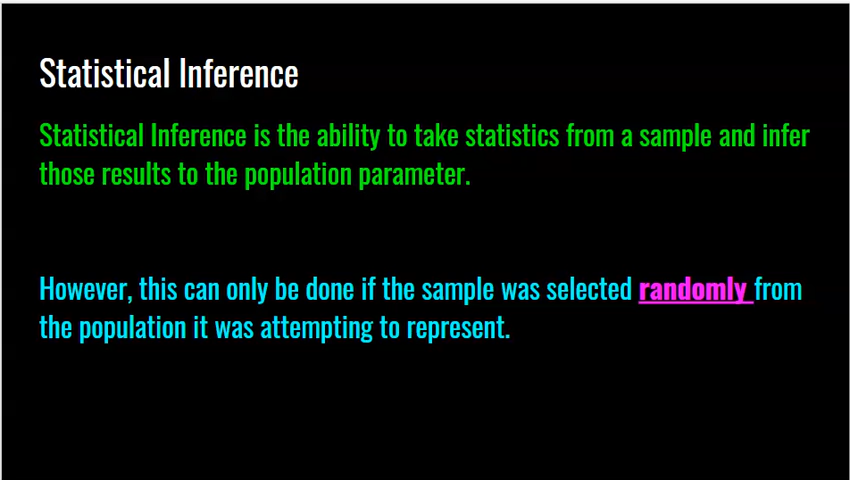 Statistical Inference
Statistical Inference is the ability to take statistics from a sample and infer
those results to the population parameter.
However, this can only be done if the sample was selected randomly from
the population it was attempting to represent.